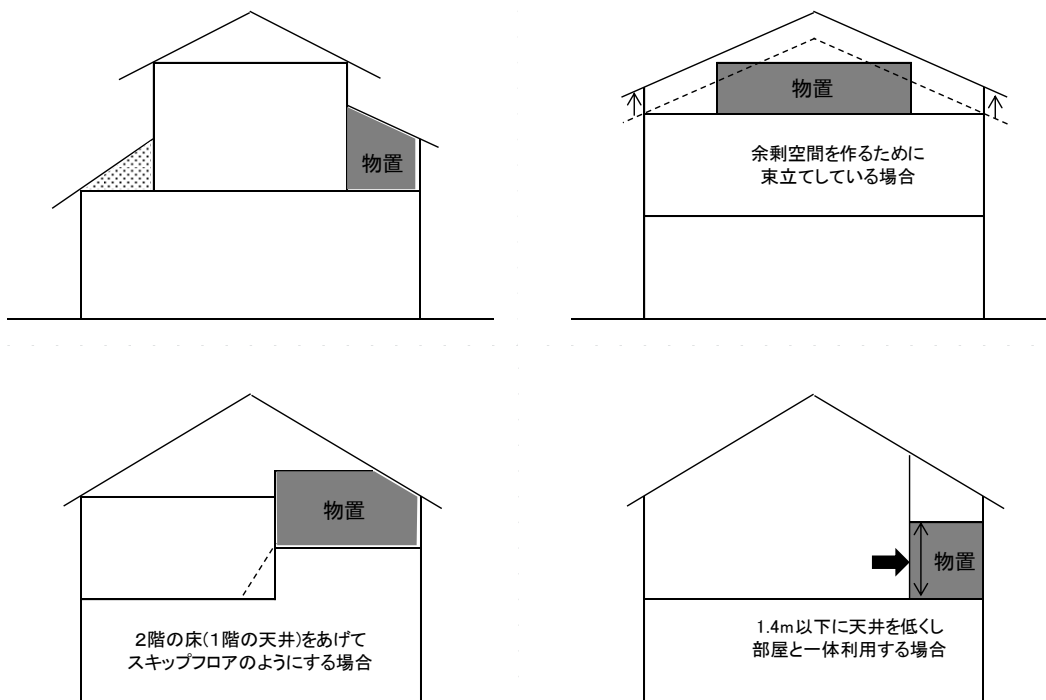 物置
物置
余剰空間を作るために
束立てしている場合
物置
２階の床(１階の天井)をあげて
スキップフロアのようにする場合
物置
1.4m以下に天井を低くし
部屋と一体利用する場合